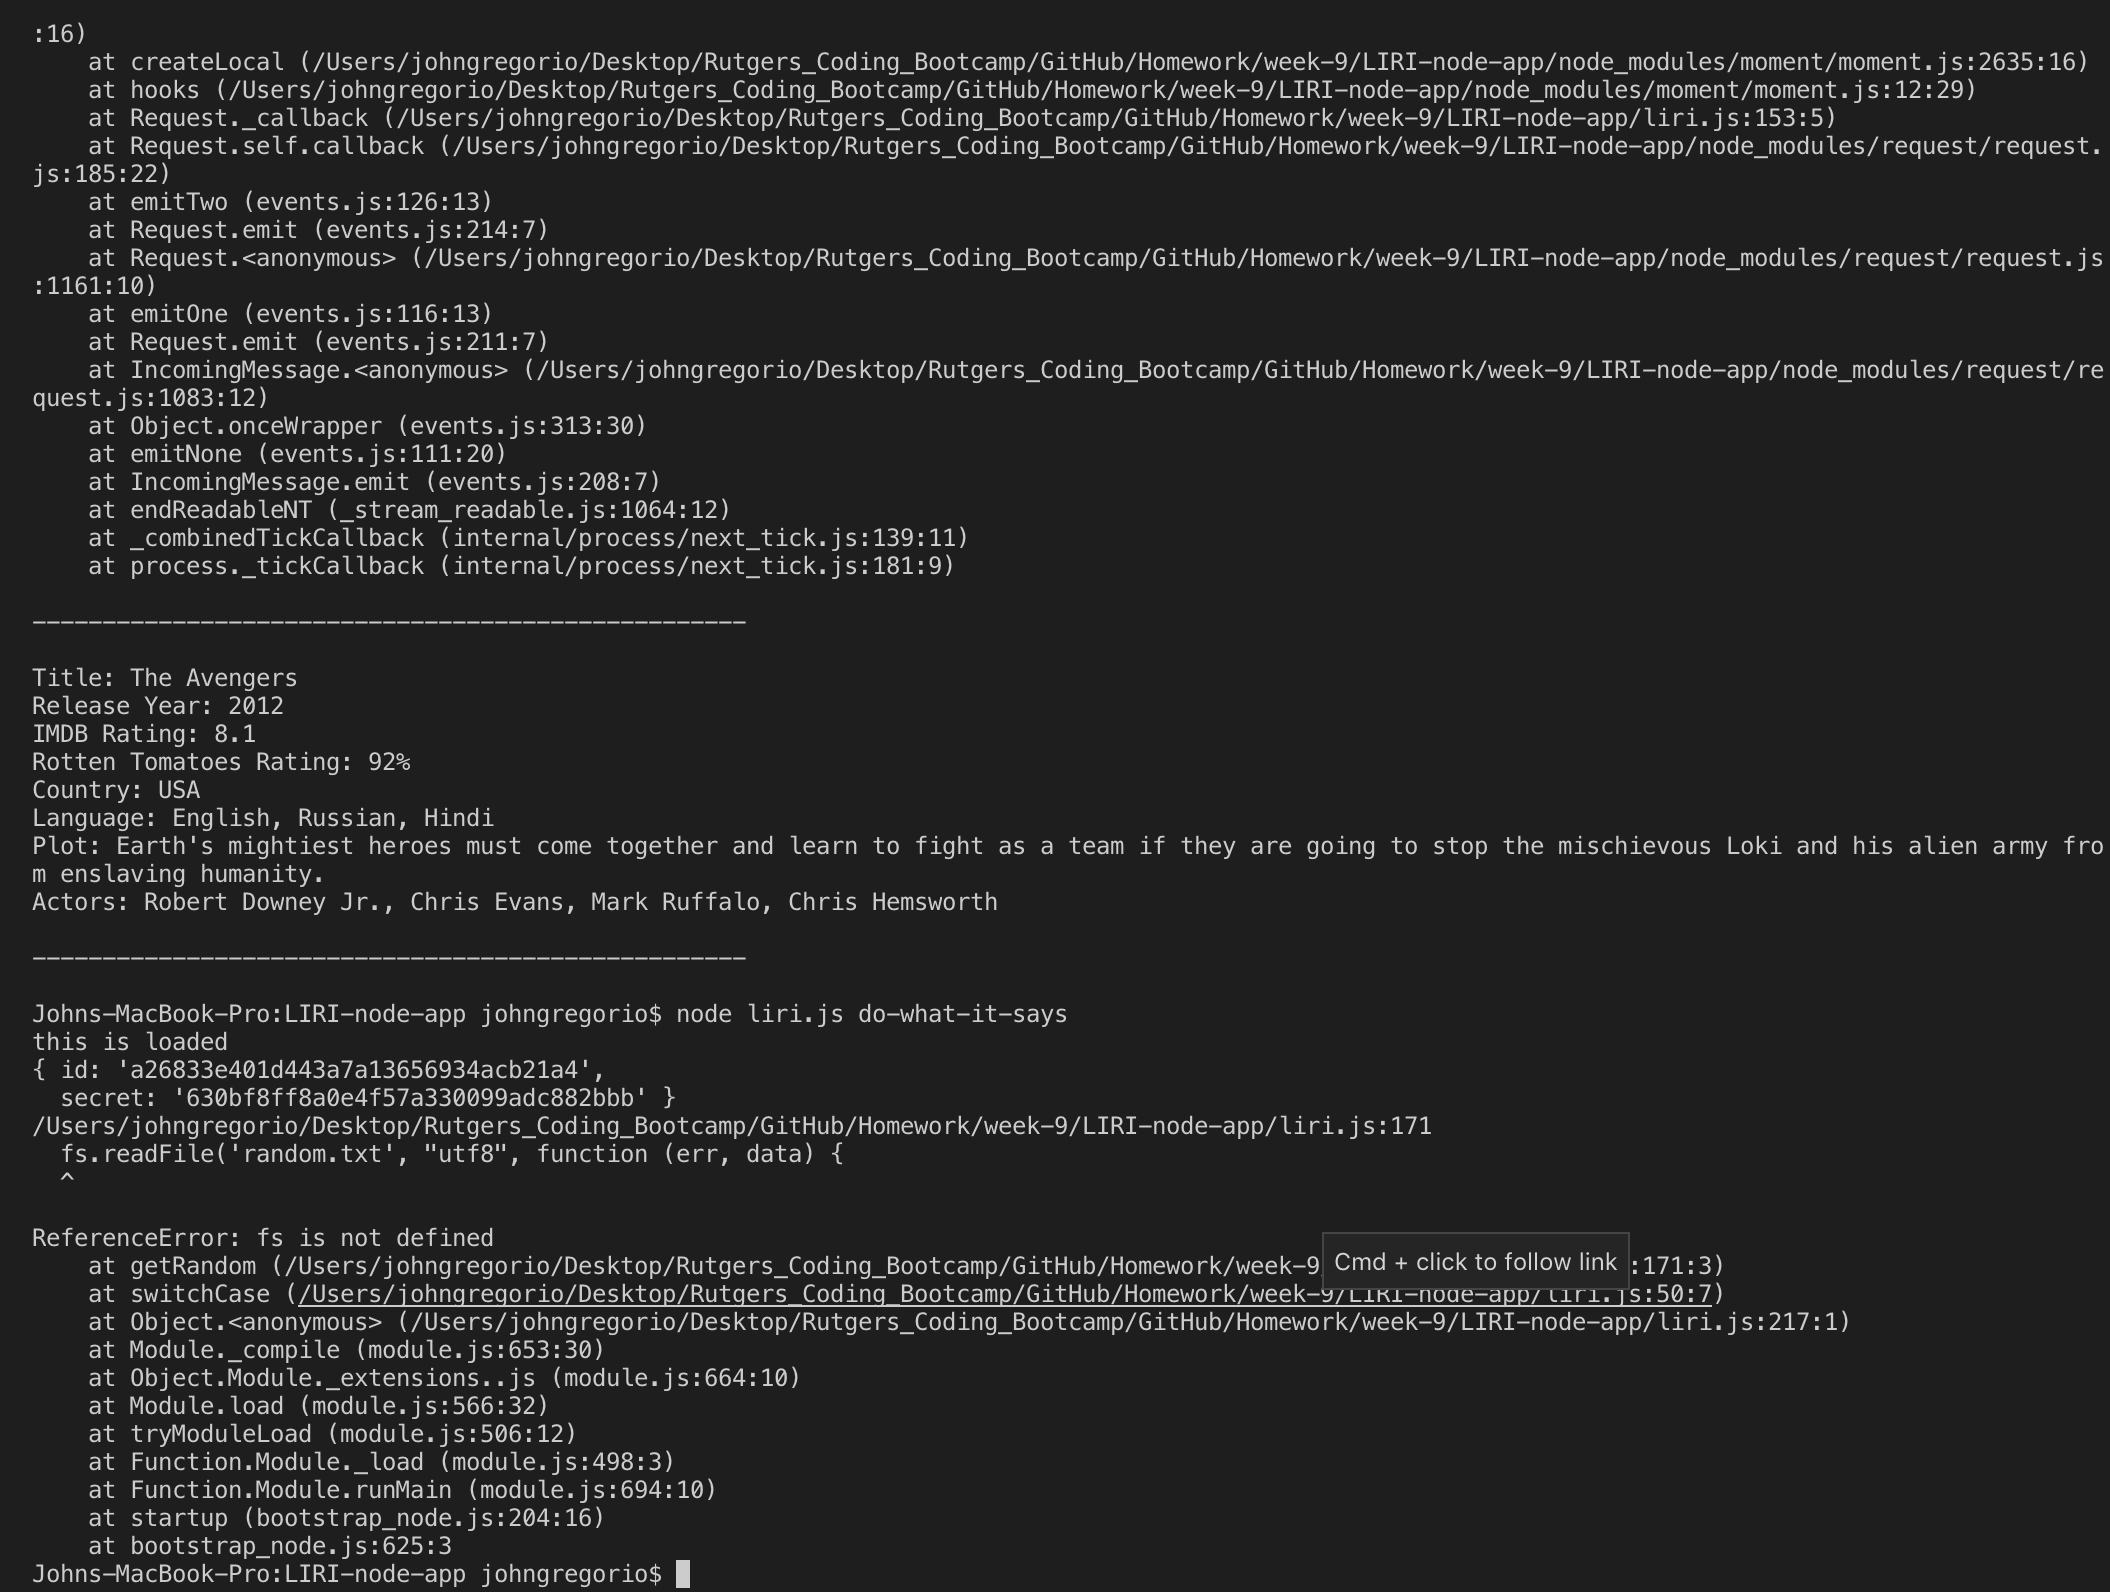 :16)
    at createLocal (/Users/johngregorio/Desktop/Rutgers_Coding_Bootcamp/GitHub/Homework/week-9/LIRI-node-app/node_modules/moment/moment.js:2635:16)
    at hooks (/Users/johngregorio/Desktop/Rutgers_Coding_Bootcamp/GitHub/Homework/week-9/LIRI-node-app/node_modules/moment/moment.js:12:29)
    at Request._callback (/Users/johngregorio/Desktop/Rutgers_Coding_Bootcamp/GitHub/Homework/week-9/LIRI-node-app/liri.js:153:5)
    at Request.self.callback (/Users/johngregorio/Desktop/Rutgers_Coding_Bootcamp/GitHub/Homework/week-9/LIRI-node-app/node_modules/request/request.
js:185:22)
    at emitTwo (events.js:126:13)
    at Request.emit (events.js:214:7)
    at Request.<anonymous> (/Users/johngregorio/Desktop/Rutgers_Coding_Bootcamp/GitHub/Homework/week-9/LIRI-node-app/node_modules/request/request.js
:1161:10)
    at emitOne (events.js:116:13)
    at Request.emit (events.js:211:7)
    at IncomingMessage.<anonymous> (/Users/johngregorio/Desktop/Rutgers_Coding_Bootcamp/GitHub/Homework/week-9/LIRI-node-app/node_modules/request/re
quest.js:1083:12)
    at Object.onceWrapper (events.js:313:30)
    at emitNone (events.js:111:20)
    at IncomingMessage.emit (events.js:208:7)
    at endReadableNT (_stream_readable.js:1064:12)
    at _combinedTickCallback (internal/process/next_tick.js:139:11)
    at process._tickCallback (internal/process/next_tick.js:181:9)
---------------------------------------------------
Title: The Avengers
Release Year: 2012
IMDB Rating: 8.1
Rotten Tomatoes Rating: 92%
Country: USA
Language: English, Russian, Hindi
Plot: Earth's mightiest heroes must come together and learn to fight as a team if they are going to stop the mischievous Loki and his alien army fro
m enslaving humanity.
Actors: Robert Downey Jr., Chris Evans, Mark Ruffalo, Chris Hemsworth
---------------------------------------------------
Johns-MacBook-Pro:LIRI-node-app johngregorio$ node liri.js do-what-it-says
this is loaded
{ id: 'a26833e401d443a7a13656934acb21a4',
  secret: '630bf8ff8a0e4f57a330099adc882bbb' }
/Users/johngregorio/Desktop/Rutgers_Coding_Bootcamp/GitHub/Homework/week-9/LIRI-node-app/liri.js:171
  fs.readFile('random.txt', "utf8", function (err, data) {
  ^
ReferenceError: fs is not defined
    at getRandom (/Users/johngregorio/Desktop/Rutgers_Coding_Bootcamp/GitHub/Homework/week-9 :171:3)
Cmd + click to follow link
    at switchCase (/Users/johngregorio/Desktop/Rutgers_Coding_Bootcamp/GitHub/Homework/week-9/LIRI-node-app/liri.js:50:7)
    at Object.<anonymous> (/Users/johngregorio/Desktop/Rutgers_Coding_Bootcamp/GitHub/Homework/week-9/LIRI-node-app/liri.js:217:1)
    at Module._compile (module.js:653:30)
    at Object.Module._extensions..js (module.js:664:10)
    at Module.load (module.js:566:32)
    at tryModuleLoad (module.js:506:12)
    at Function.Module._load (module.js:498:3)
    at Function.Module.runMain (module.js:694:10)
    at startup (bootstrap_node.js:204:16)
    at bootstrap_node.js:625:3
Johns-MacBook-Pro:LIRI-node-app johngregorio$